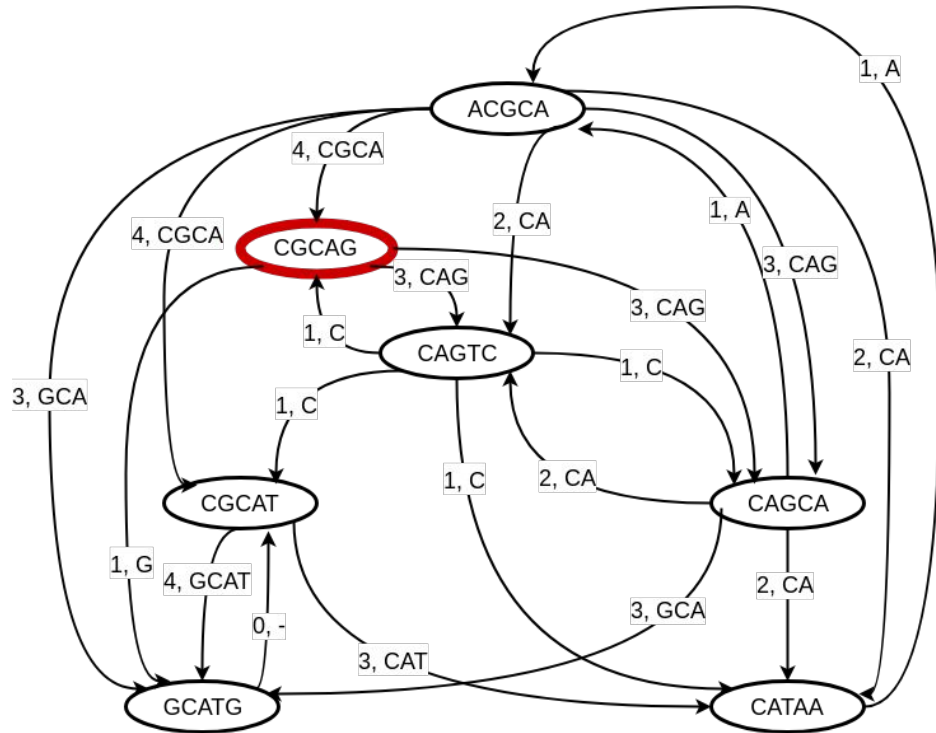 1, A
ACGCA
4, CGCA
1, A
2, CA
4, CGCA
CGCAG
3, CAG
3, CAG
3, CAG
1, C
CAGTC
2, CA
1, C
3, GCA
1, C
2, CA
1, C
CGCAT
CAGCA
1, G
4, GCAT
2, CA
3, GCA
0, -
3, CAT
GCATG
CATAA